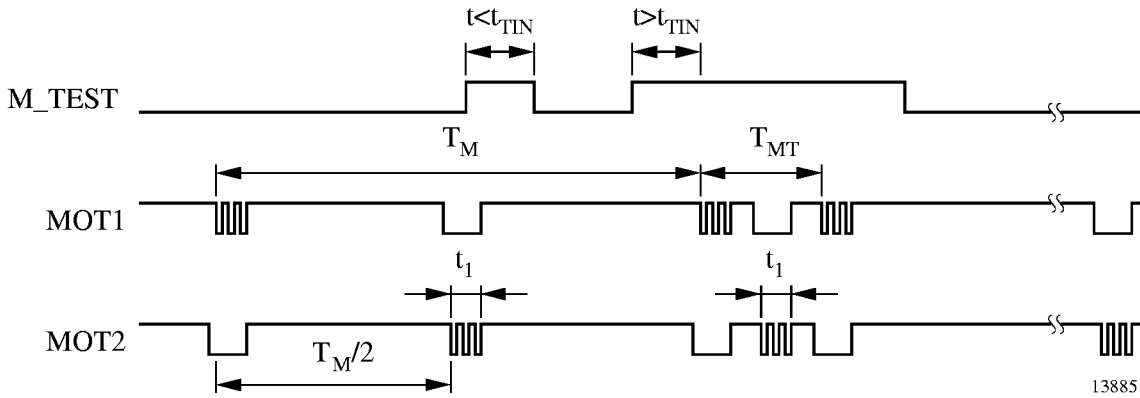 t<t_TIN t>t_TIN
M_TEST
T_M T_MT
MOT1
t_1 t_1
MOT2
T_M/2
13885